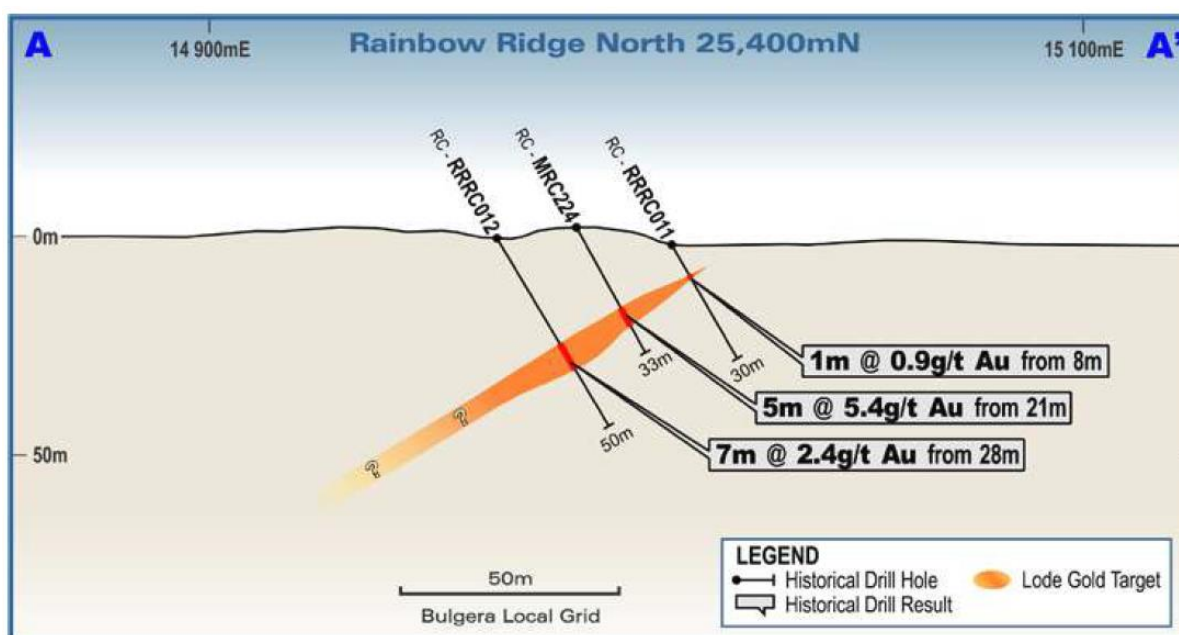 A
14 900mE
Rainbow Ridge North 25,400mN
15 100mE
A'
RC - RRRC012
RC - MRC224
RC - RRRC011
0m
33m
30m
50m
1m @ 0.9g/t Au from 8m
5m @ 5.4g/t Au from 21m
7m @ 2.4g/t Au from 28m
?
?
50m
50m
Bulgera Local Grid
LEGEND
Historical Drill Hole
Lode Gold Target
Historical Drill Result